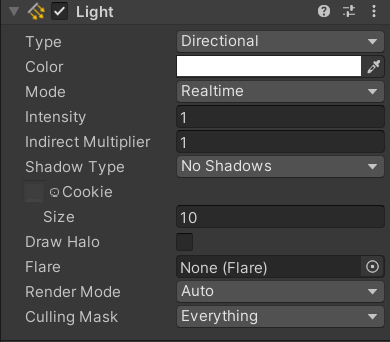 Light
Type Directional
Color
Mode Realtime
Intensity 1
Indirect Multiplier 1
Shadow Type No Shadows
Cookie
Size 10
Draw Halo
Flare None (Flare)
Render Mode Auto
Culling Mask Everything